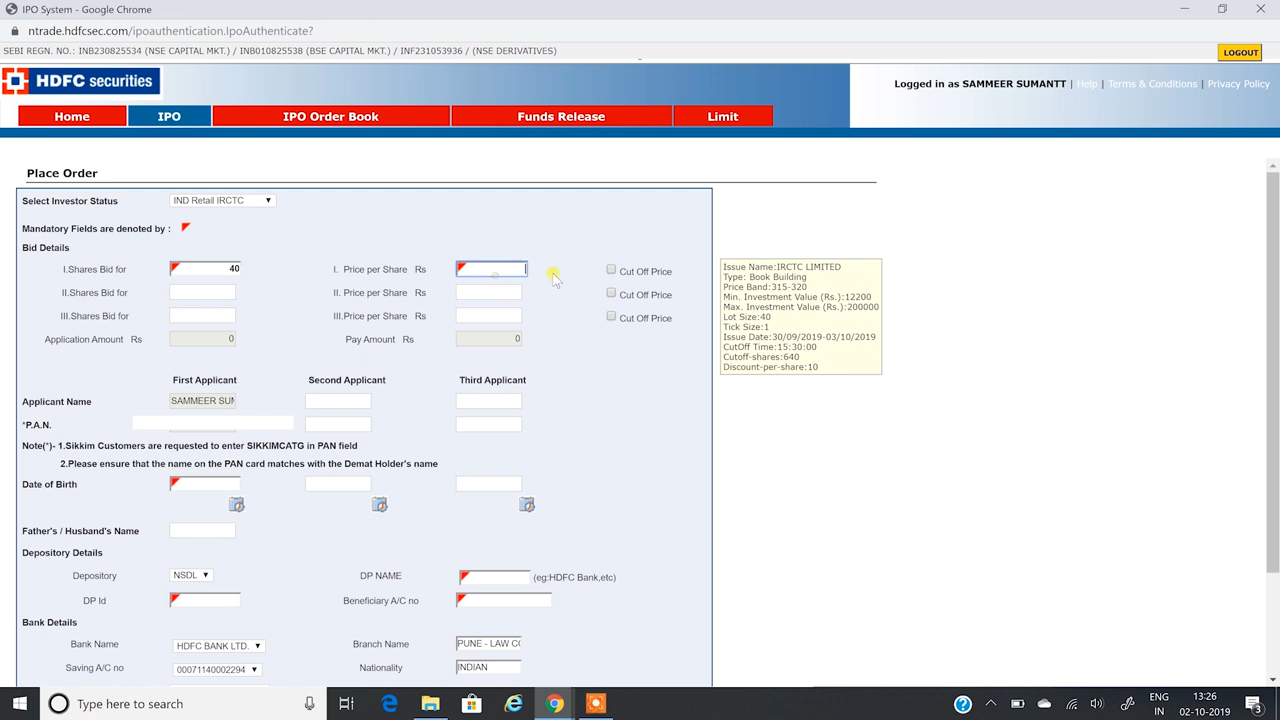 IPO System - Google Chrome
ntrade.hdfcsec.com/ipoauthentication.IpoAuthenticate?
SEBI REGN. NO.: INB230825534 (NSE CAPITAL MKT.) / INB010825538 (BSE CAPITAL MKT.) / INF231053936 / (NSE DERIVATIVES)
LOGOUT
HDFC securities
Logged in as SAMMEER SUMANTT | Help | Terms & Conditions | Privacy Policy
Home IPO IPO Order Book Funds Release Limit
Place Order
Select Investor Status IND Retail IRCTC
Mandatory Fields are denoted by :
Bid Details
I.Shares Bid for 40 I. Price per Share Rs Cut Off Price
II.Shares Bid for II. Price per Share Rs Cut Off Price
III.Shares Bid for III.Price per Share Rs Cut Off Price
Application Amount Rs 0 Pay Amount Rs 0
Issue Name:IRCTC LIMITED
Type: Book Building
Price Band:315-320
Min. Investment Value (Rs.):12200
Max. Investment Value (Rs.):200000
Lot Size:40
Tick Size:1
Issue Date:30/09/2019-03/10/2019
CutOff Time:15:30:00
Cutoff-shares:640
Discount-per-share:10
First Applicant Second Applicant Third Applicant
Applicant Name SAMMEER SUM
*P.A.N.
Note(*)- 1.Sikkim Customers are requested to enter SIKKIMCATG in PAN field
2.Please ensure that the name on the PAN card matches with the Demat Holder's name
Date of Birth
Father's / Husband's Name
Depository Details
Depository NSDL DP NAME (eg:HDFC Bank,etc)
DP Id Beneficiary A/C no
Bank Details
Bank Name HDFC BANK LTD. Branch Name PUNE - LAW CO
Saving A/C no 00071140002294 Nationality INDIAN
Type here to search
ENG
IN
13:26
02-10-2019
3